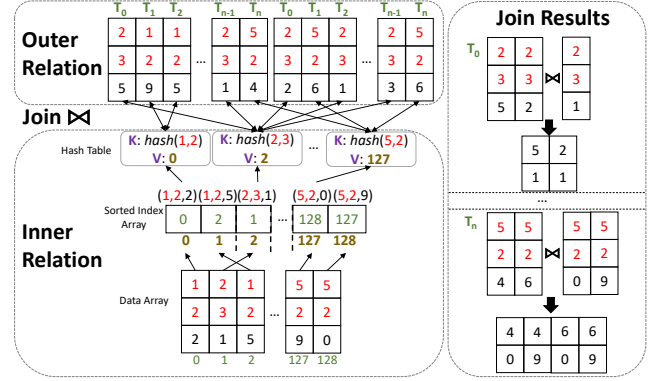 T0 T1 T2 Tn-1 Tn T0 T1 T2 Tn-1 Tn
2 1 1 2 5 2 5 2 2 5
3 2 2 ... 3 2 3 2 3 ... 3 2
5 9 5 1 4 2 6 1 3 6
Outer
Relation
Join ⋈
Hash Table
K: hash(1,2)
V: 0
K: hash(2,3)
V: 2
...
K: hash(5,2)
V: 127
(1,2,2) (1,2,5) (2,3,1) (5,2,0) (5,2,9)
Sorted Index
Array
0 2 1 ... 128 127
0 1 2 127 128
Inner
Relation
Data Array
1 2 1 5 5
2 3 2 ... 2 2
2 1 5 9 0
0 1 2 127 128
Join Results
T0
2 2 2
3 3 ⋈ 3
5 2 1
5 2
1 1
...
Tn
5 5 5 5
2 2 ⋈ 2 2
4 6 0 9
4 4 6 6
0 9 0 9